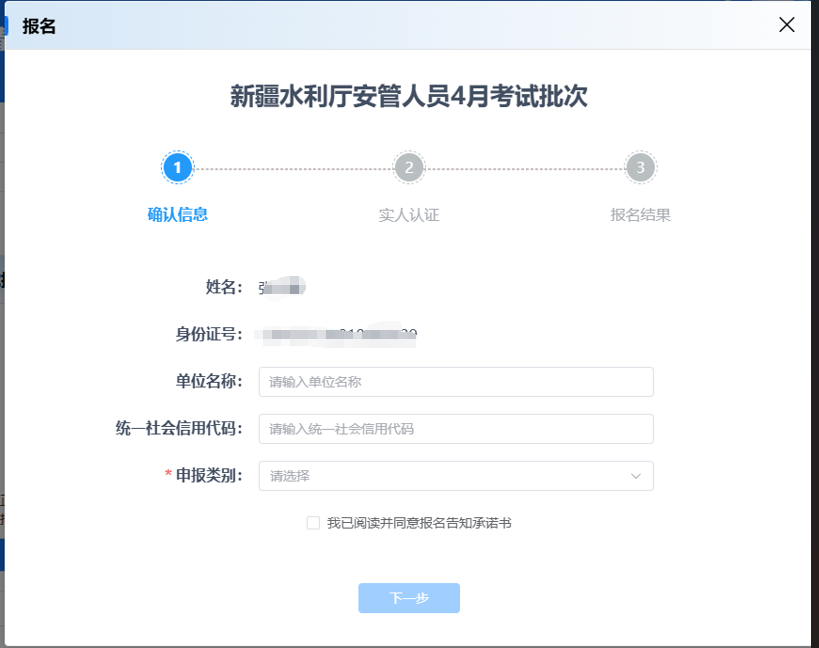 报名
新疆水利厅安管人员4月考试批次
1
2
3
确认信息
实人认证
报名结果
姓名：
身份证号：
单位名称： 请输入单位名称
统一社会信用代码： 请输入统一社会信用代码
* 申报类别： 请选择
我已阅读并同意报名告知承诺书
下一步